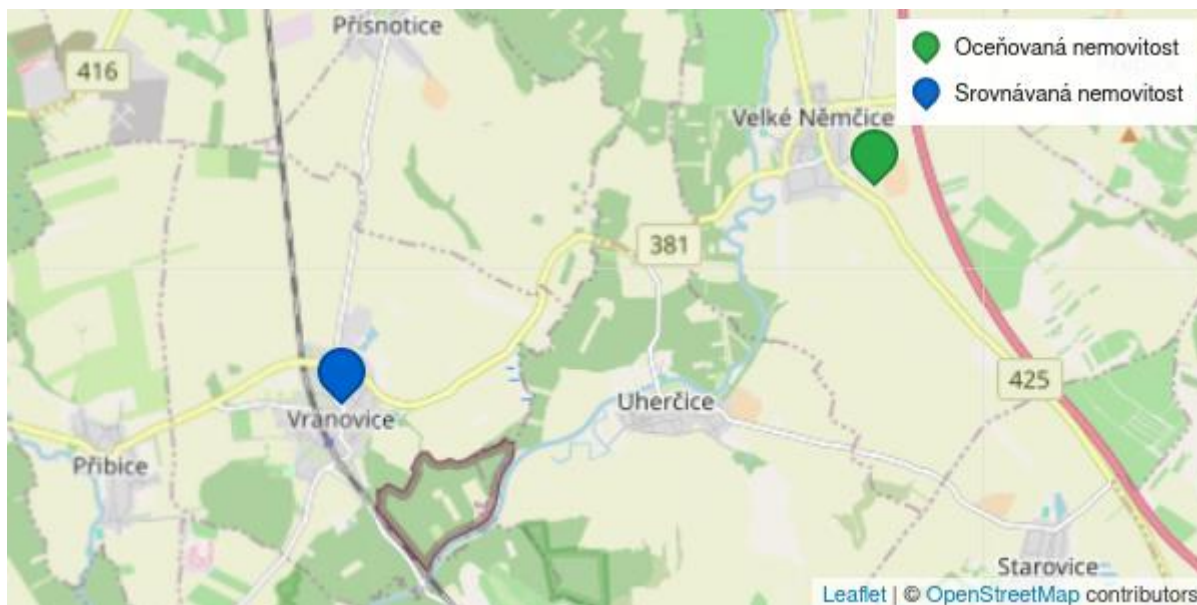 Přísnotice
416
Oceňovaná nemovitost
Srovnávaná nemovitost
Velké Němčice
381
425
Vranovice
Uherčice
Přibice
Starovice
Leaflet | © OpenStreetMap contributors